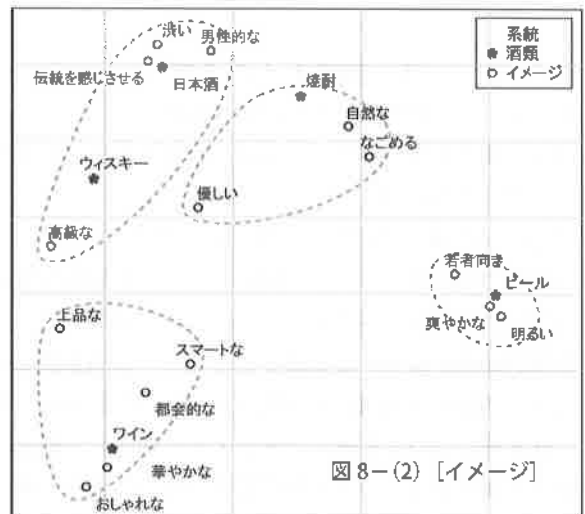 系統
酒類
イメージ
渋い
男性的な
伝統を感じさせる
日本酒
焼酎
自然な
なごめる
ウィスキー
優しい
高級な
若者向き
ビール
爽やかな
明るい
上品な
スマートな
都会的な
ワイン
華やかな
おしゃれな
図8－(2) [イメージ]